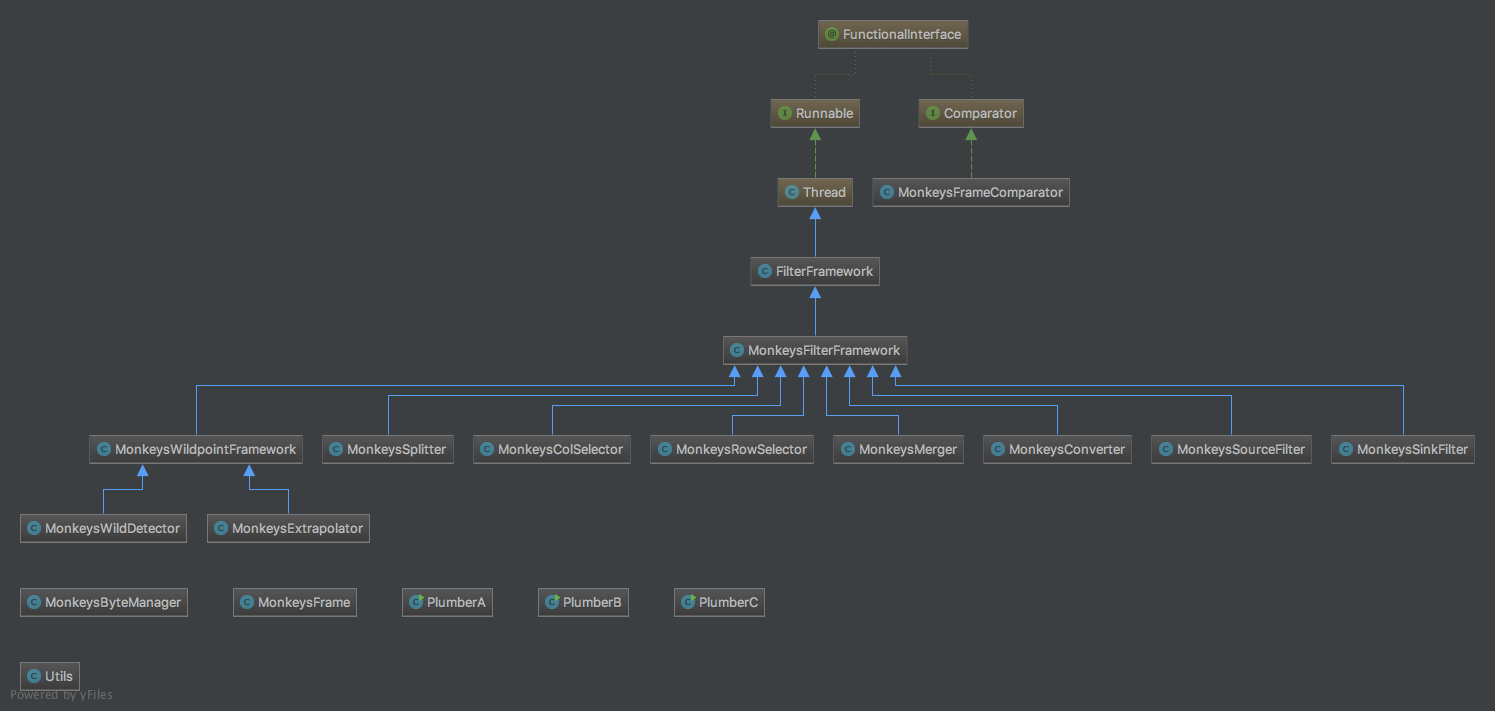 FunctionalInterface
Runnable
Comparator
Thread
MonkeysFrameComparator
FilterFramework
MonkeysFilterFramework
MonkeysWildpointFramework
MonkeysSplitter
MonkeysColSelector
MonkeysRowSelector
MonkeysMerger
MonkeysConverter
MonkeysSourceFilter
MonkeysSinkFilter
MonkeysWildDetector
MonkeysExtrapolator
MonkeysByteManager
MonkeysFrame
PlumberA
PlumberB
PlumberC
Utils
Powered by yFiles